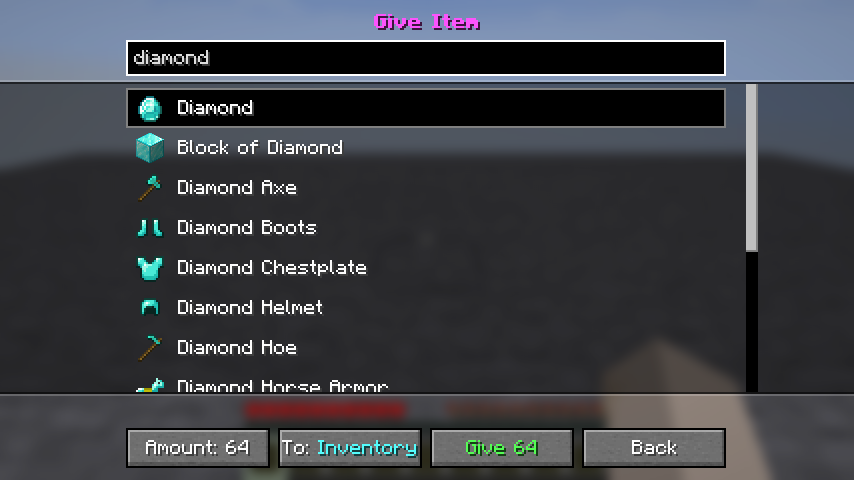 Give Item
diamond
Diamond
Block of Diamond
Diamond Axe
Diamond Boots
Diamond Chestplate
Diamond Helmet
Diamond Hoe
Diamond Horse Armor
Amount: 64 To: Inventory Give 64 Back